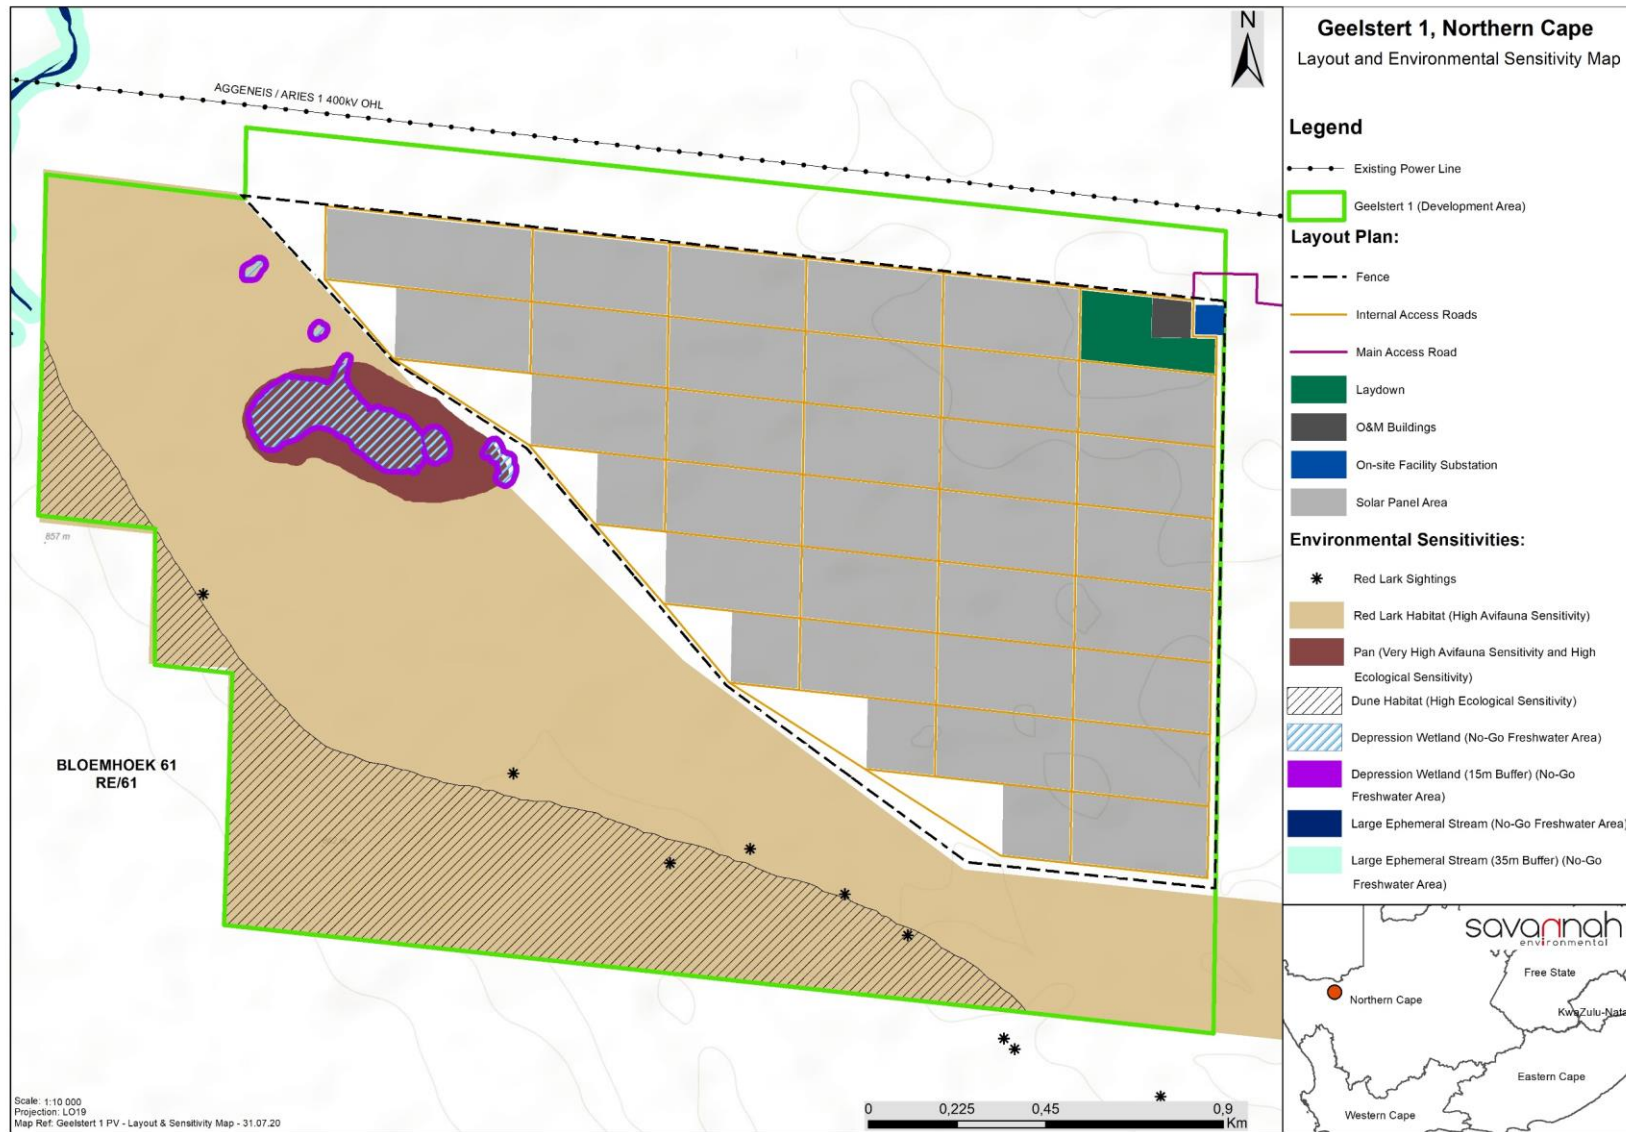 Geelstert 1, Northern Cape
Layout and Environmental Sensitivity Map
N
AGGENEIS / ARIES 1 400kV OHL
857 m
BLOEMHOEK 61
RE/61
Scale: 1:10 000
Projection: LO19
Map Ref: Geelstert 1 PV - Layout & Sensitivity Map - 31.07.20
0 0,225 0,45 0,9
Km
Legend
Existing Power Line
Geelstert 1 (Development Area)
Layout Plan:
Fence
Internal Access Roads
Main Access Road
Laydown
O&M Buildings
On-site Facility Substation
Solar Panel Area
Environmental Sensitivities:
Red Lark Sightings
Red Lark Habitat (High Avifauna Sensitivity)
Pan (Very High Avifauna Sensitivity and High
Ecological Sensitivity)
Dune Habitat (High Ecological Sensitivity)
Depression Wetland (No-Go Freshwater Area)
Depression Wetland (15m Buffer) (No-Go
Freshwater Area)
Large Ephemeral Stream (No-Go Freshwater Area)
Large Ephemeral Stream (35m Buffer) (No-Go
Freshwater Area)
savannah
environmental
Free State
Northern Cape
KwaZulu-Nata
Eastern Cape
Western Cape